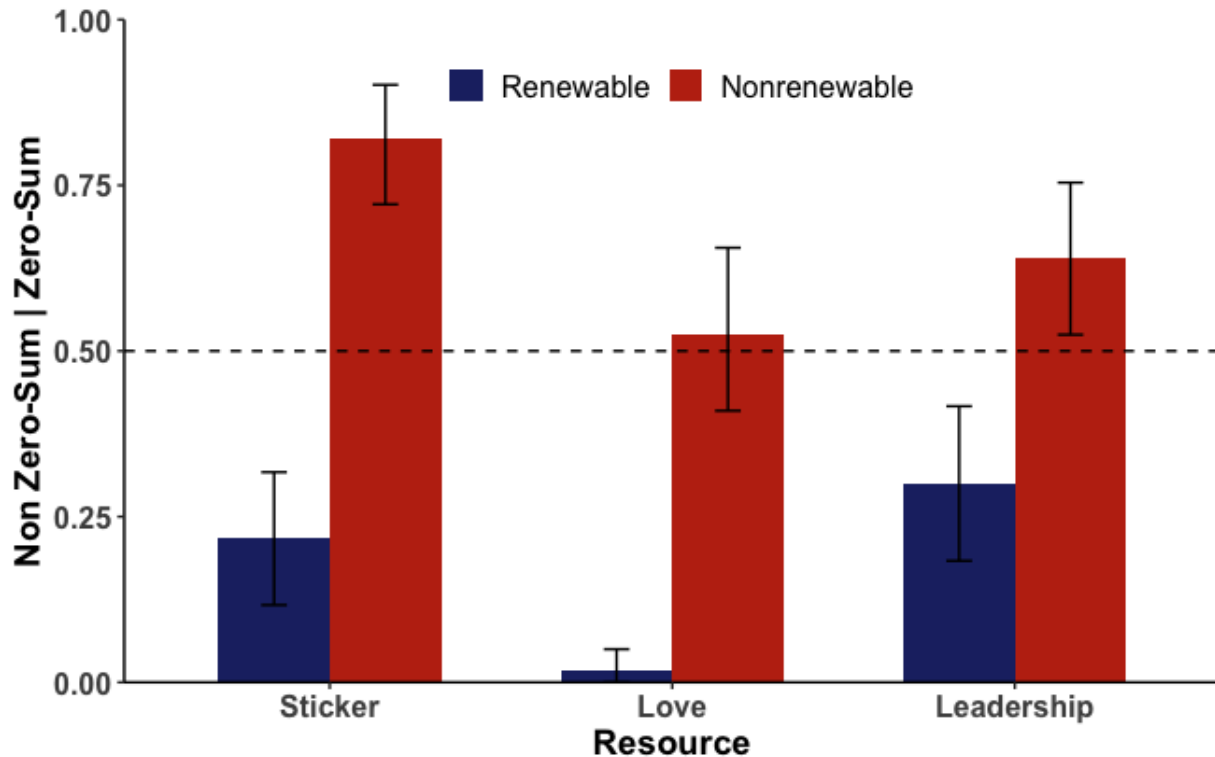 1.00
Renewable Nonrenewable
0.75
0.50
0.25
0.00
Non Zero-Sum | Zero-Sum
Sticker Love Leadership
Resource